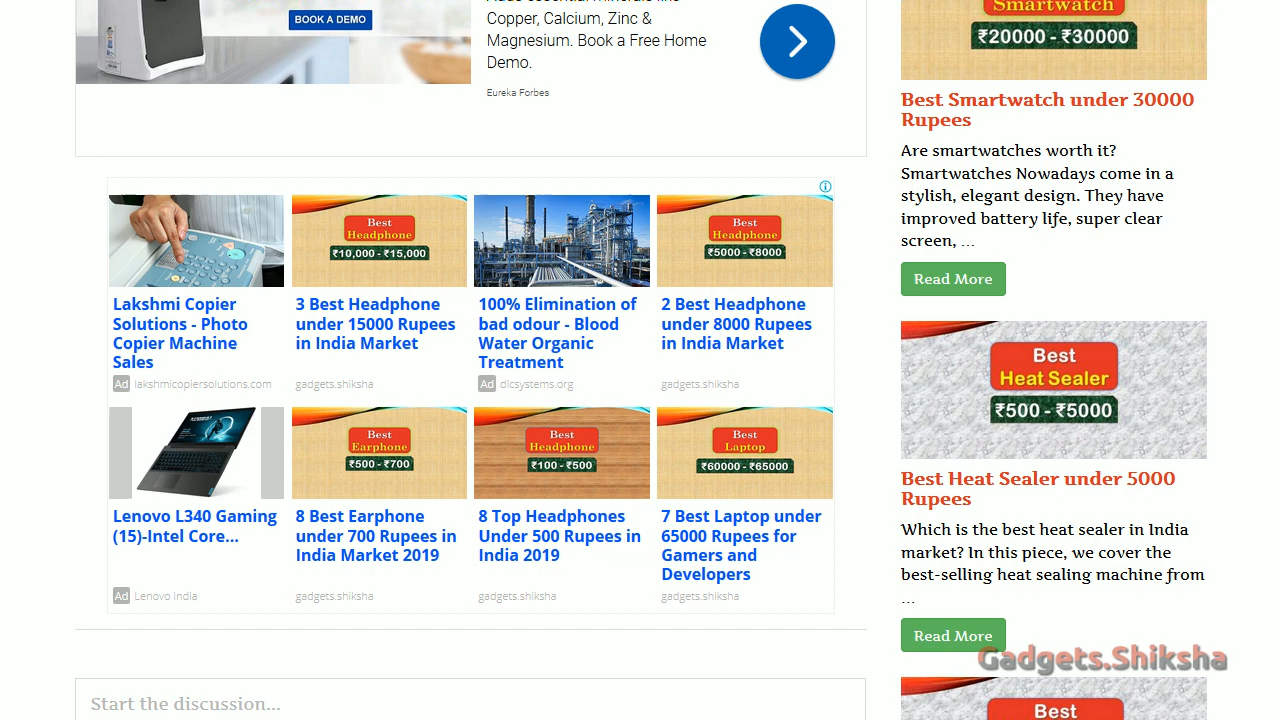 BOOK A DEMO
Copper, Calcium, Zinc &
Magnesium. Book a Free Home
Demo.
Eureka Forbes
Best
Headphone
₹10,000 - ₹15,000
Best
Headphone
₹5000 - ₹8000
Lakshmi Copier
Solutions - Photo
Copier Machine
Sales
Ad lakshmicopiersolutions.com
3 Best Headphone
under 15000 Rupees
in India Market
gadgets.shiksha
100% Elimination of
bad odour - Blood
Water Organic
Treatment
Ad dlcsystems.org
2 Best Headphone
under 8000 Rupees
in India Market
gadgets.shiksha
Best
Earphone
₹500 - ₹700
Best
Headphone
₹100 - ₹500
Best
Laptop
₹60000 - ₹65000
Lenovo L340 Gaming
(15)-Intel Core...
Ad Lenovo India
8 Best Earphone
under 700 Rupees in
India Market 2019
gadgets.shiksha
8 Top Headphones
Under 500 Rupees in
India 2019
gadgets.shiksha
7 Best Laptop under
65000 Rupees for
Gamers and
Developers
gadgets.shiksha
Start the discussion...
Smartwatch
₹20000 - ₹30000
Best Smartwatch under 30000
Rupees
Are smartwatches worth it?
Smartwatches Nowadays come in a
stylish, elegant design. They have
improved battery life, super clear
screen, ...
Read More
Best
Heat Sealer
₹500 - ₹5000
Best Heat Sealer under 5000
Rupees
Which is the best heat sealer in India
market? In this piece, we cover the
best-selling heat sealing machine from
...
Read More
Gadgets.Shiksha
Best